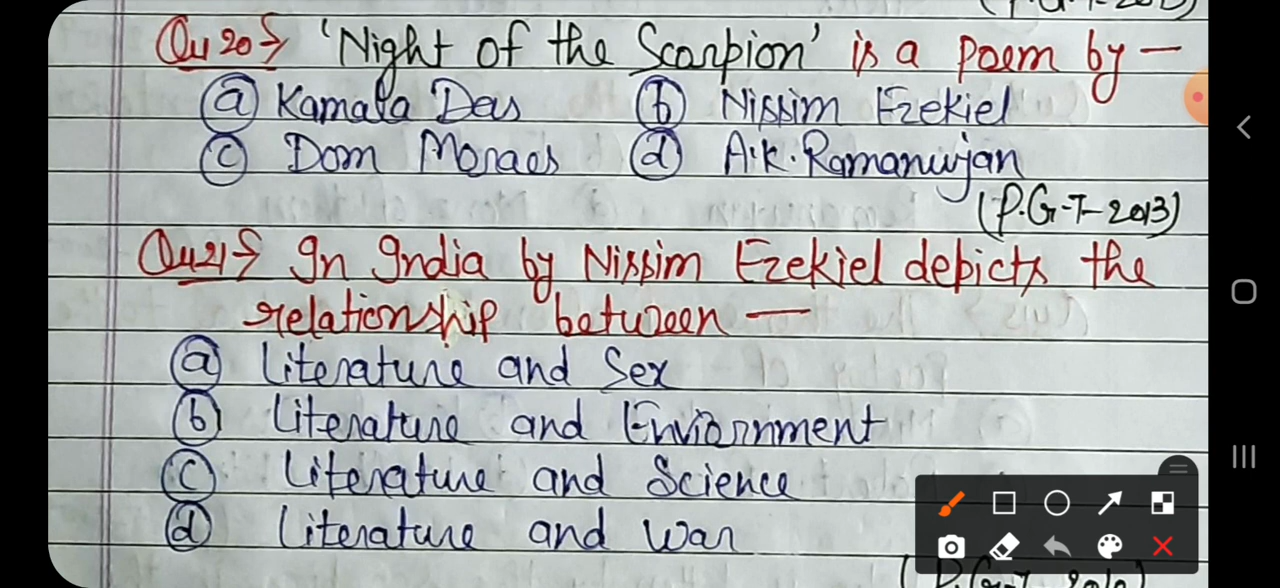 Qu 20 → 'Night of the Scorpion' is a Poem by —
(a) Kamala Das (b) Nissim Ezekiel
(c) Dom Moraes (d) A.K. Ramanujan
(P.G.T-2013)
Qu 21 → In India by Nissim Ezekiel depicts the
relationship between —
(a) Literature and Sex
(b) Literature and Enviornment
(c) Literature and Science
(d) Literature and War